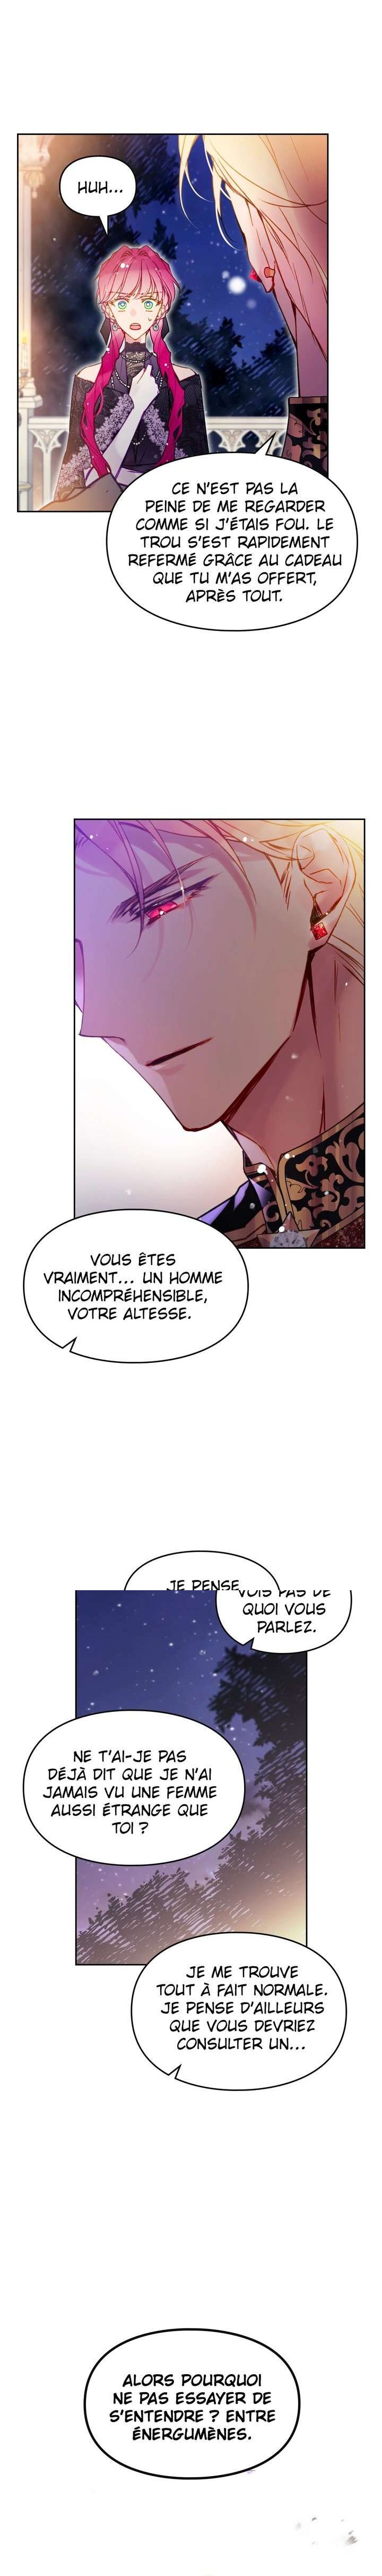 HUH...
CE N'EST PAS LA
PEINE DE ME REGARDER
COMME SI J'ÉTAIS FOU. LE
TROU S'EST RAPIDEMENT
REFERMÉ GRÂCE AU CADEAU
QUE TU M'AS OFFERT,
APRÈS TOUT.
VOUS ÊTES
VRAIMENT... UN HOMME
INCOMPRÉHENSIBLE,
VOTRE ALTESSE.
JE PENSE
VOIS PAS DE
QUOI VOUS
PARLEZ.
NE T'AI-JE PAS
DÉJÀ DIT QUE JE N'AI
JAMAIS VU UNE FEMME
AUSSI ÉTRANGE QUE
TOI ?
JE ME TROUVE
TOUT À FAIT NORMALE.
JE PENSE D'AILLEURS
QUE VOUS DEVRIEZ
CONSULTER UN...
ALORS POURQUOI
NE PAS ESSAYER DE
S'ENTENDRE ? ENTRE
ÉNERGUMÈNES.